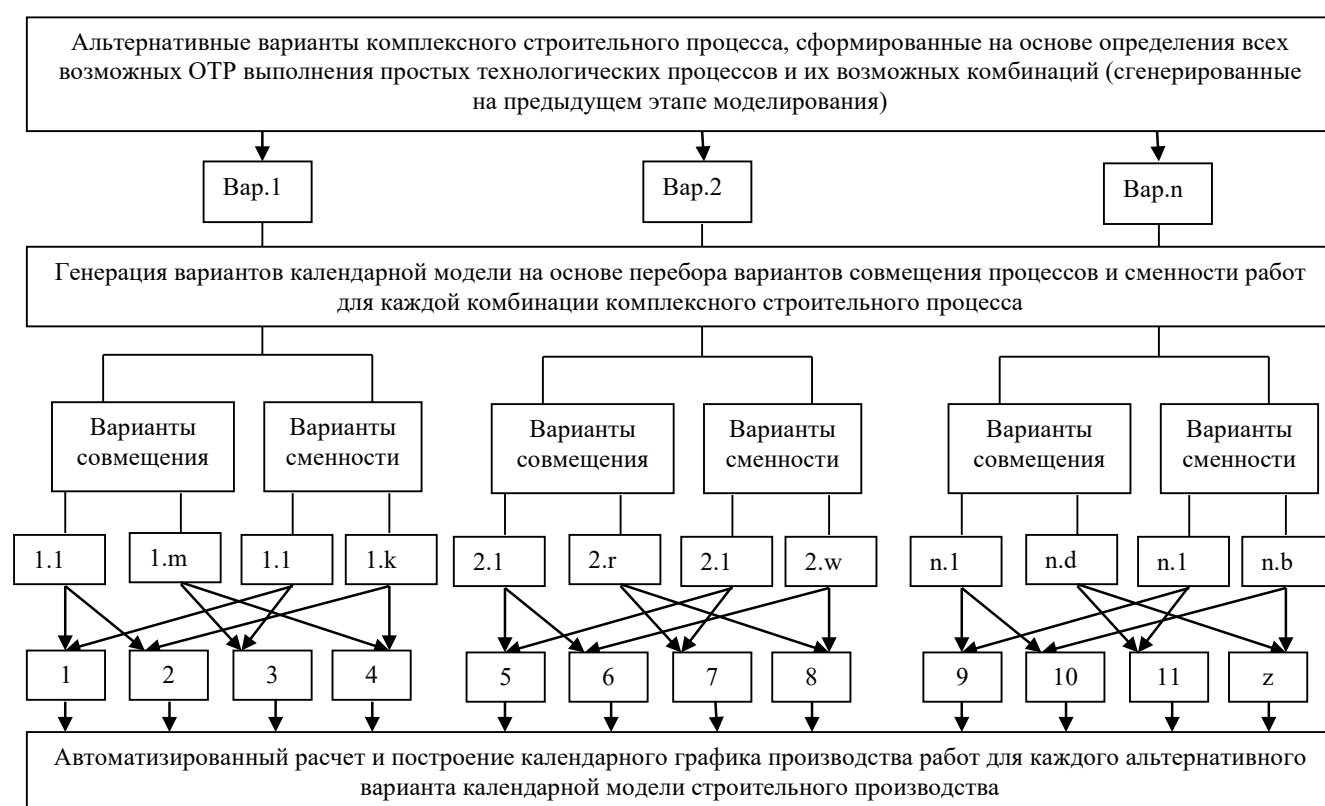 Альтернативные варианты комплексного строительного процесса, сформированные на основе определения всех
возможных ОТР выполнения простых технологических процессов и их возможных комбинаций (сгенерированные
на предыдущем этапе моделирования)
Вар.1 Вар.2 Вар.n
Генерация вариантов календарной модели на основе перебора вариантов совмещения процессов и сменности работ
для каждой комбинации комплексного строительного процесса
Варианты Варианты Варианты Варианты Варианты Варианты
совмещения сменности совмещения сменности совмещения сменности
1.1 1.m 1.1 1.k 2.1 2.r 2.1 2.w n.1 n.d n.1 n.b
1 2 3 4 5 6 7 8 9 10 11 z
Автоматизированный расчет и построение календарного графика производства работ для каждого альтернативного
варианта календарной модели строительного производства